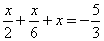 x/2 + x/6 + x = -5/3